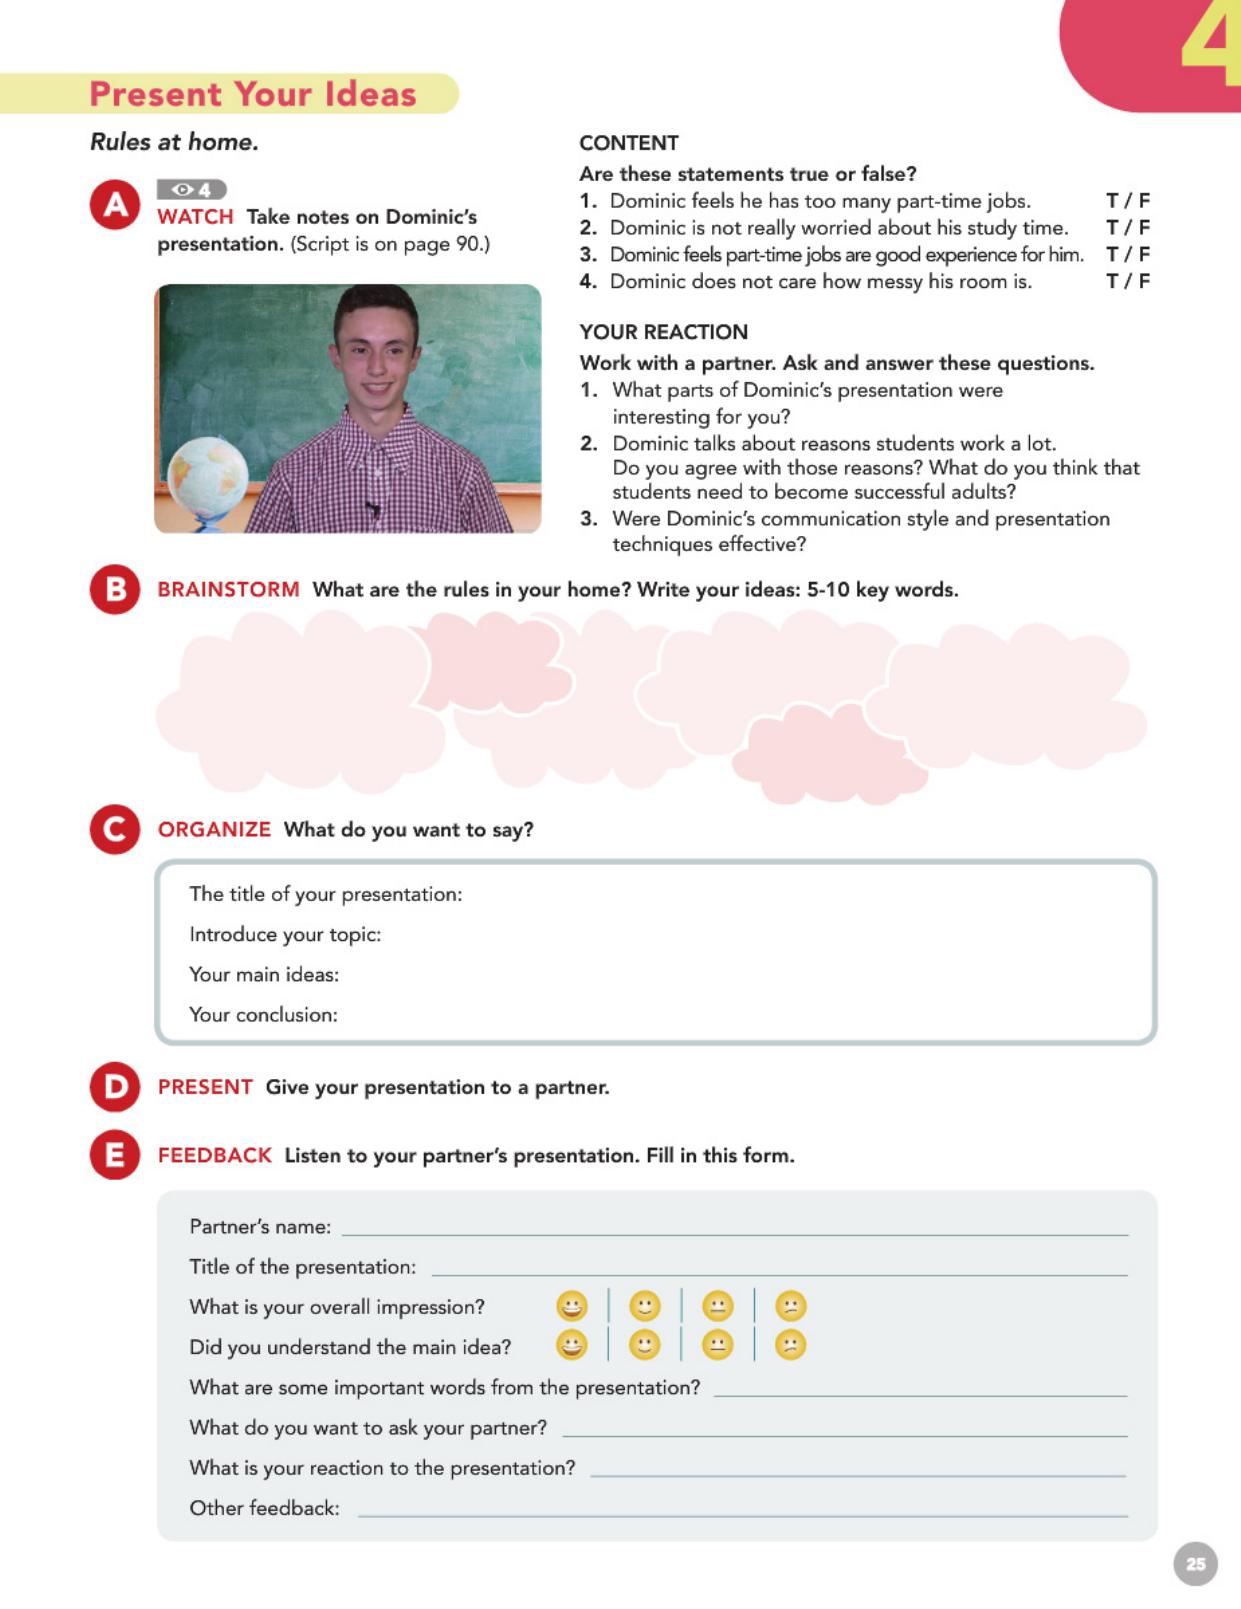 4
Present Your Ideas
Rules at home.
A
4
WATCH Take notes on Dominic's
presentation. (Script is on page 90.)
CONTENT
Are these statements true or false?
1. Dominic feels he has too many part-time jobs. T / F
2. Dominic is not really worried about his study time. T / F
3. Dominic feels part-time jobs are good experience for him. T / F
4. Dominic does not care how messy his room is. T / F
YOUR REACTION
Work with a partner. Ask and answer these questions.
1. What parts of Dominic's presentation were
interesting for you?
2. Dominic talks about reasons students work a lot.
Do you agree with those reasons? What do you think that
students need to become successful adults?
3. Were Dominic's communication style and presentation
techniques effective?
B
BRAINSTORM What are the rules in your home? Write your ideas: 5-10 key words.
C
ORGANIZE What do you want to say?
The title of your presentation:
Introduce your topic:
Your main ideas:
Your conclusion:
D
PRESENT Give your presentation to a partner.
E
FEEDBACK Listen to your partner's presentation. Fill in this form.
Partner's name:
Title of the presentation:
What is your overall impression?
Did you understand the main idea?
What are some important words from the presentation?
What do you want to ask your partner?
What is your reaction to the presentation?
Other feedback:
25